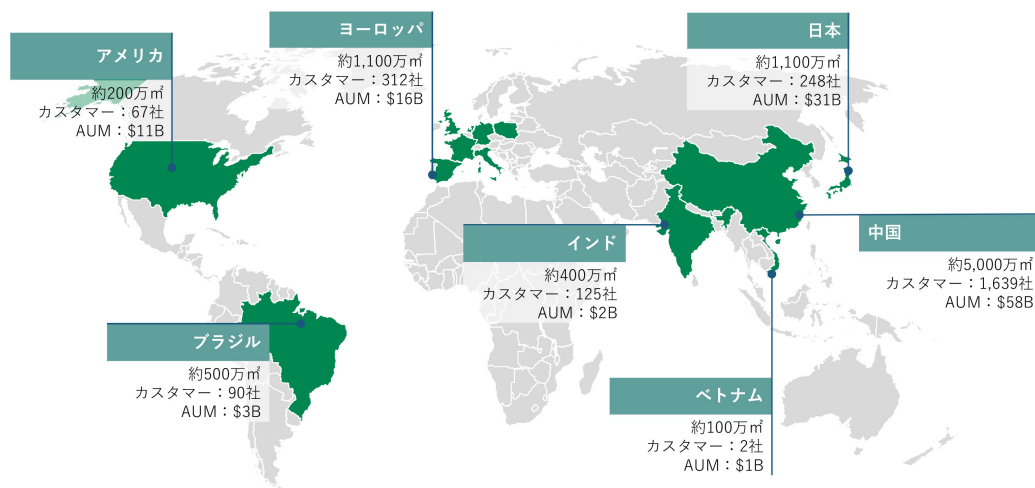 アメリカ
約200万㎡
カスタマー：67社
AUM：$11B
ヨーロッパ
約1,100万㎡
カスタマー：312社
AUM：$16B
日本
約1,100万㎡
カスタマー：248社
AUM：$31B
中国
約5,000万㎡
カスタマー：1,639社
AUM：$58B
インド
約400万㎡
カスタマー：125社
AUM：$2B
ブラジル
約500万㎡
カスタマー：90社
AUM：$3B
ベトナム
約100万㎡
カスタマー：2社
AUM：$1B